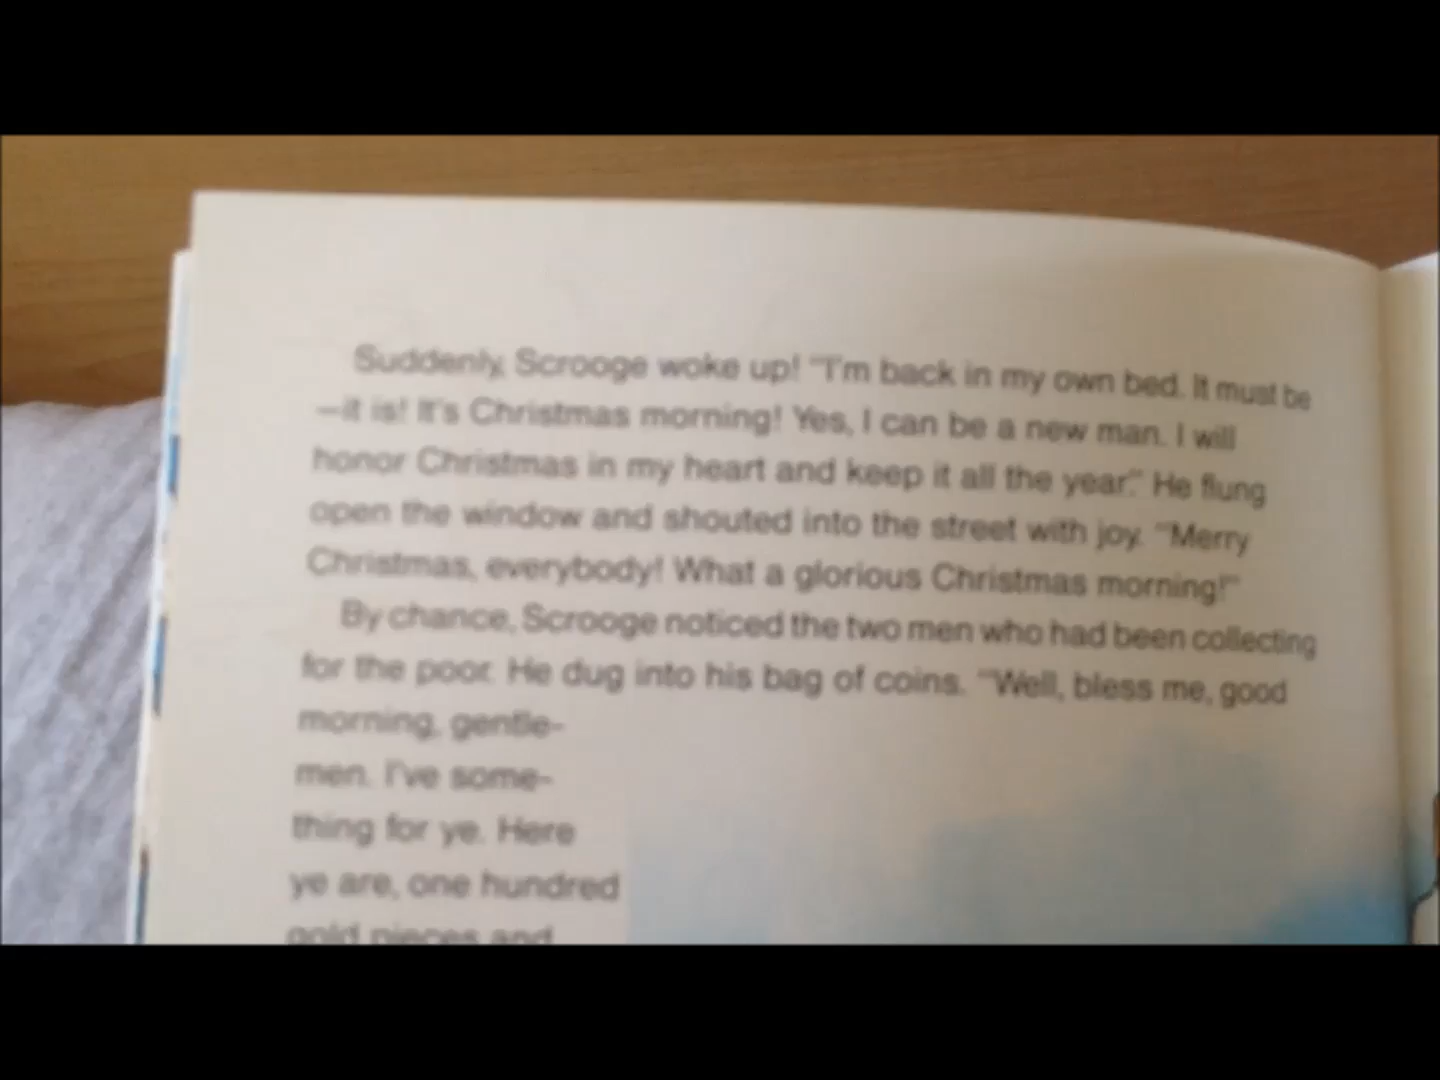 Suddenly, Scrooge woke up! "I'm back in my own bed. It must be
—it is! It's Christmas morning! Yes, I can be a new man. I will
honor Christmas in my heart and keep it all the year." He flung
open the window and shouted into the street with joy. "Merry
Christmas, everybody! What a glorious Christmas morning!"
By chance, Scrooge noticed the two men who had been collecting
for the poor. He dug into his bag of coins. "Well, bless me, good
morning, gentle-
men. I've some-
thing for ye. Here
ye are, one hundred
gold pieces and